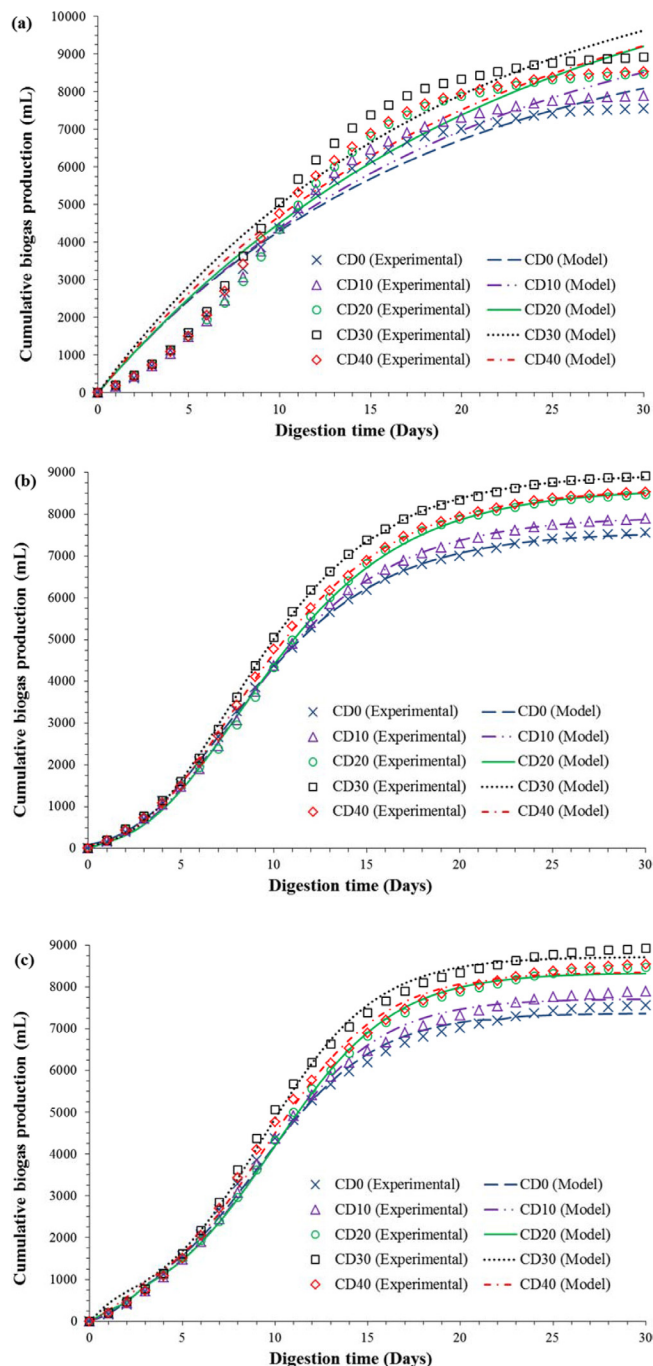 (a)
10000
9000
8000
7000
6000
5000
4000
3000
2000
1000
0
Cumulative biogas production (mL)
CD0 (Experimental) CD0 (Model)
CD10 (Experimental) CD10 (Model)
CD20 (Experimental) CD20 (Model)
CD30 (Experimental) CD30 (Model)
CD40 (Experimental) CD40 (Model)
0 5 10 15 20 25 30
Digestion time (Days)
(b)
9000
8000
7000
6000
5000
4000
3000
2000
1000
0
Cumulative biogas production (mL)
CD0 (Experimental) CD0 (Model)
CD10 (Experimental) CD10 (Model)
CD20 (Experimental) CD20 (Model)
CD30 (Experimental) CD30 (Model)
CD40 (Experimental) CD40 (Model)
0 5 10 15 20 25 30
Digestion time (Days)
(c)
9000
8000
7000
6000
5000
4000
3000
2000
1000
0
Cumulative biogas production (mL)
CD0 (Experimental) CD0 (Model)
CD10 (Experimental) CD10 (Model)
CD20 (Experimental) CD20 (Model)
CD30 (Experimental) CD30 (Model)
CD40 (Experimental) CD40 (Model)
0 5 10 15 20 25 30
Digestion time (Days)